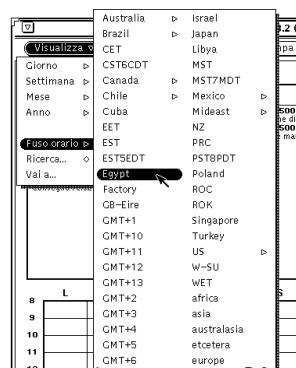 Visualizza
Giorno
Settimana
Mese
Anno
Fuso orario
Ricerca...
Vai a...
Australia
Brazil
CET
CST6CDT
Canada
Chile
Cuba
EET
EST
EST5EDT
Egypt
Factory
GB-Eire
GMT+1
GMT+10
GMT+11
GMT+12
GMT+13
GMT+2
GMT+3
GMT+4
GMT+5
GMT+6
Israel
Japan
Libya
MST
MST7MDT
Mexico
Mideast
NZ
PRC
PST8PDT
Poland
ROC
ROK
Singapore
Turkey
US
W-SU
WET
africa
asia
australasia
etcetera
europe
L
S
8
9
10
11